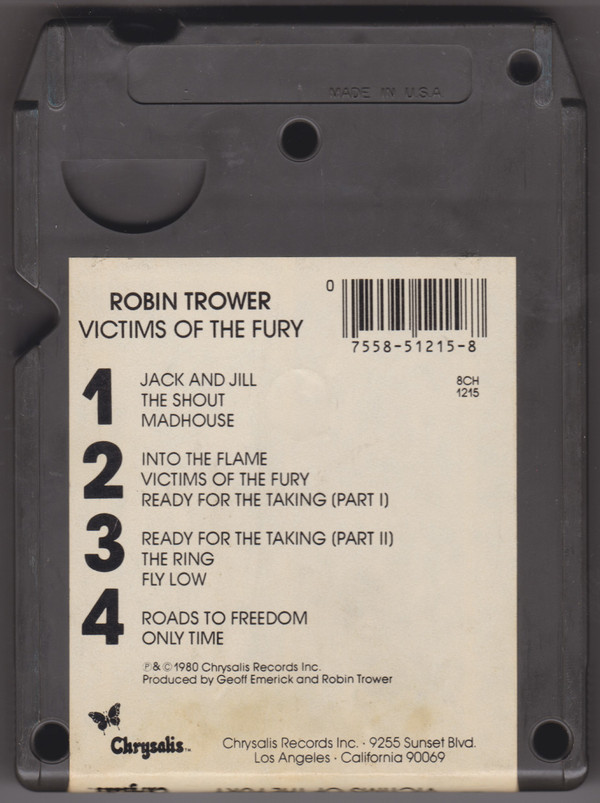 MADE IN U.S.A
ROBIN TROWER
VICTIMS OF THE FURY
0
7558-51215-8
8CH
1215
1
JACK AND JILL
THE SHOUT
MADHOUSE
2
INTO THE FLAME
VICTIMS OF THE FURY
READY FOR THE TAKING (PART I)
3
READY FOR THE TAKING (PART II)
THE RING
FLY LOW
4
ROADS TO FREEDOM
ONLY TIME
℗&©1980 Chrysalis Records Inc.
Produced by Geoff Emerick and Robin Trower
Chrysalis™
Chrysalis Records Inc. · 9255 Sunset Blvd.
Los Angeles · California 90069